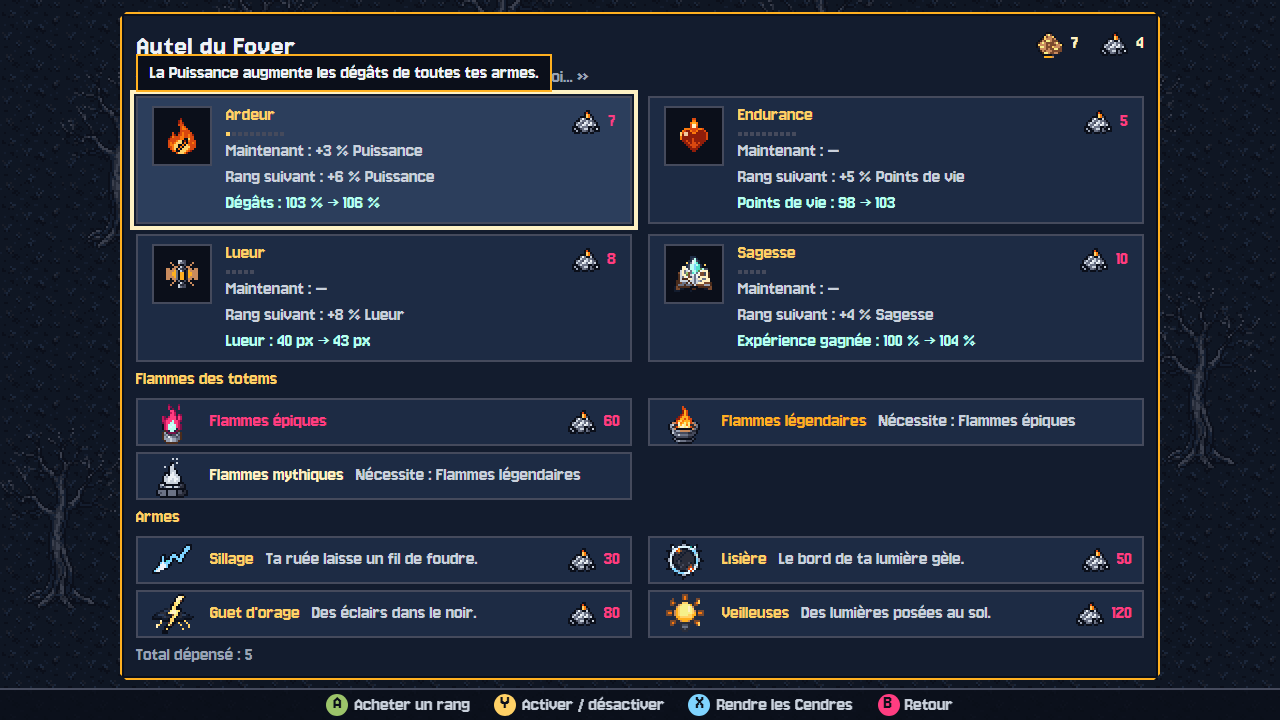 Autel du Foyer
7
4
La Puissance augmente les dégâts de toutes tes armes.
oi... >>
Ardeur
7
Maintenant : +3 % Puissance
Rang suivant : +6 % Puissance
Dégâts : 103 % → 106 %
Endurance
5
Maintenant : —
Rang suivant : +5 % Points de vie
Points de vie : 98 → 103
Lueur
8
Maintenant : —
Rang suivant : +8 % Lueur
Lueur : 40 px → 43 px
Sagesse
10
Maintenant : —
Rang suivant : +4 % Sagesse
Expérience gagnée : 100 % → 104 %
Flammes des totems
Flammes épiques 60
Flammes légendaires Nécessite : Flammes épiques
Flammes mythiques Nécessite : Flammes légendaires
Armes
Sillage Ta ruée laisse un fil de foudre. 30
Lisière Le bord de ta lumière gèle. 50
Guet d'orage Des éclairs dans le noir. 80
Veilleuses Des lumières posées au sol. 120
Total dépensé : 5
A Acheter un rang Y Activer / désactiver X Rendre les Cendres B Retour